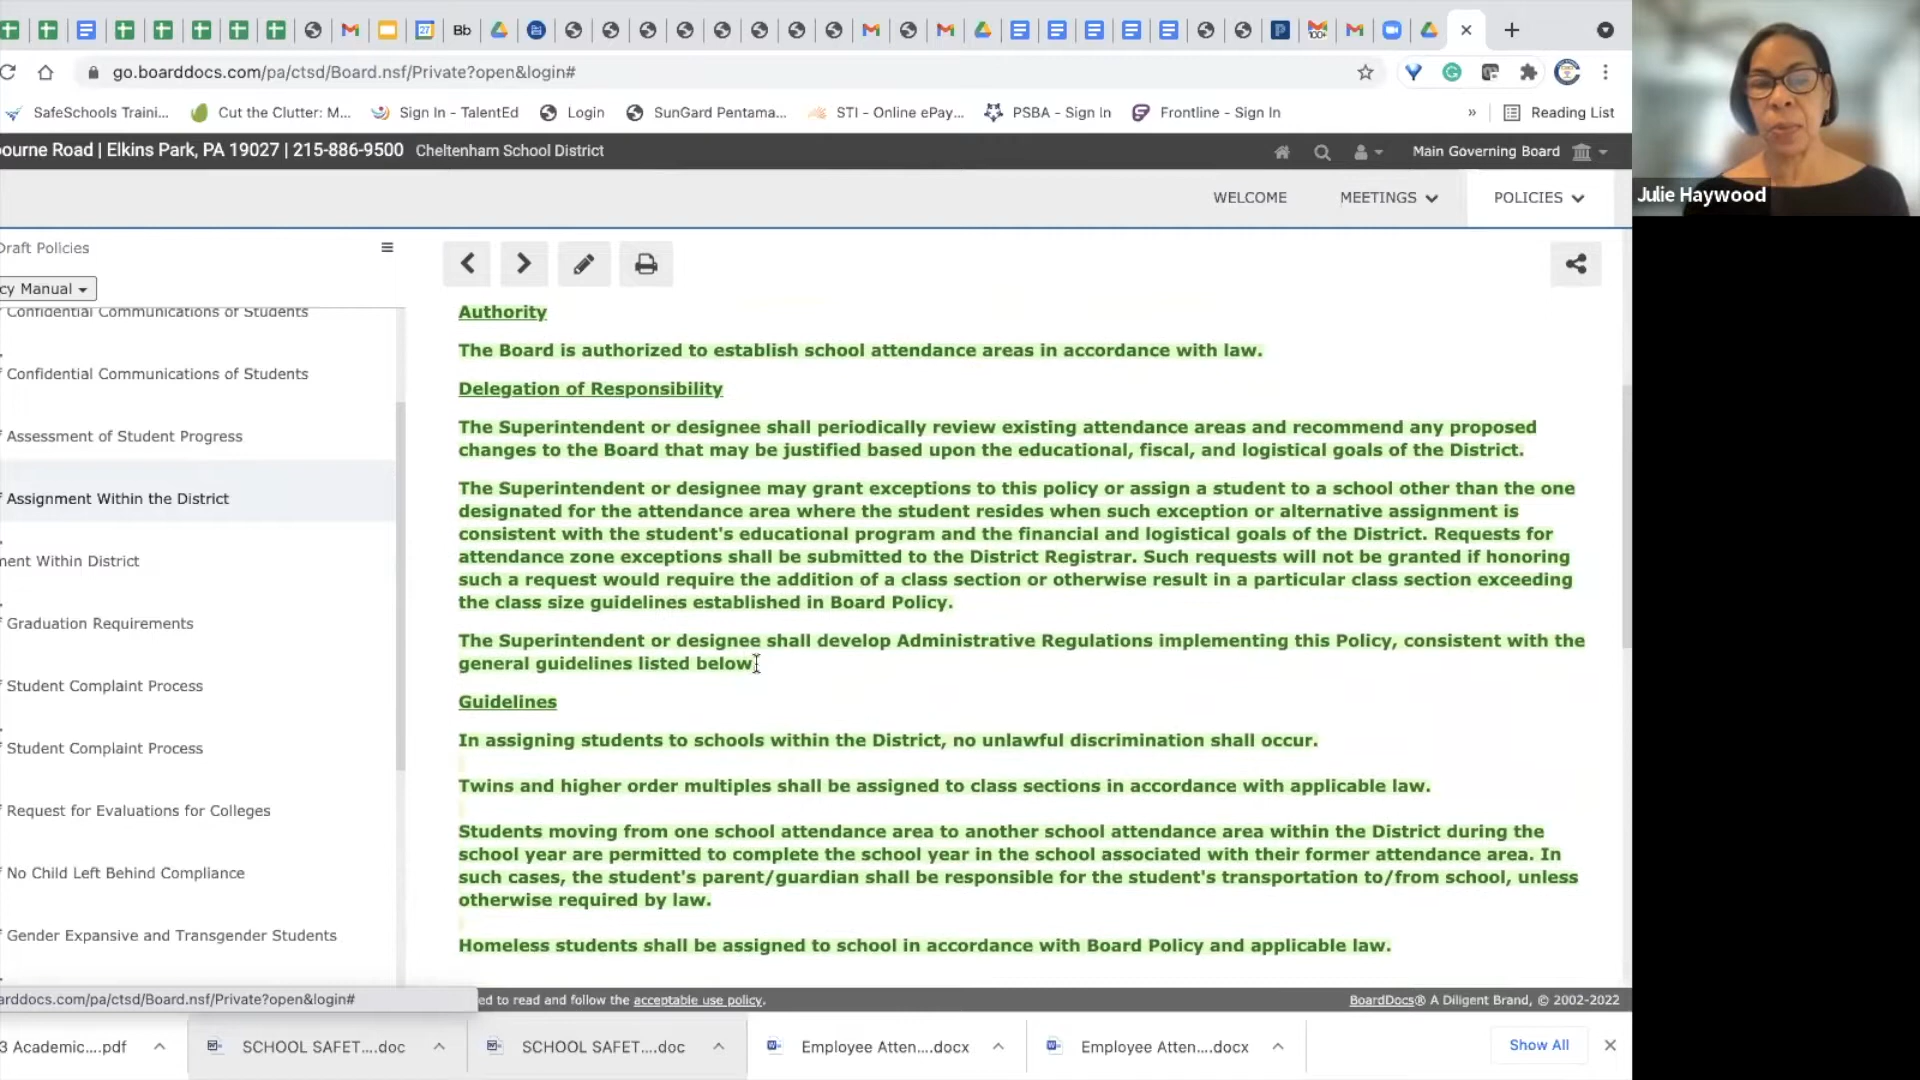 27
Bb
100+
go.boarddocs.com/pa/ctsd/Board.nsf/Private?open&login#
SafeSchools Traini...
Cut the Clutter: M...
Sign In - TalentEd
Login
SunGard Pentama...
STI - Online ePay...
PSBA - Sign In
Frontline - Sign In
»
Reading List
ourne Road | Elkins Park, PA 19027 | 215-886-9500 Cheltenham School District
Main Governing Board
Julie Haywood
WELCOME
MEETINGS
POLICIES
Draft Policies
cy Manual
Confidential Communications of Students
Confidential Communications of Students
Assessment of Student Progress
Assignment Within the District
ment Within District
Graduation Requirements
Student Complaint Process
Student Complaint Process
Request for Evaluations for Colleges
No Child Left Behind Compliance
Gender Expansive and Transgender Students
Authority
The Board is authorized to establish school attendance areas in accordance with law.
Delegation of Responsibility
The Superintendent or designee shall periodically review existing attendance areas and recommend any proposed
changes to the Board that may be justified based upon the educational, fiscal, and logistical goals of the District.
The Superintendent or designee may grant exceptions to this policy or assign a student to a school other than the one
designated for the attendance area where the student resides when such exception or alternative assignment is
consistent with the student's educational program and the financial and logistical goals of the District. Requests for
attendance zone exceptions shall be submitted to the District Registrar. Such requests will not be granted if honoring
such a request would require the addition of a class section or otherwise result in a particular class section exceeding
the class size guidelines established in Board Policy.
The Superintendent or designee shall develop Administrative Regulations implementing this Policy, consistent with the
general guidelines listed below
Guidelines
In assigning students to schools within the District, no unlawful discrimination shall occur.
Twins and higher order multiples shall be assigned to class sections in accordance with applicable law.
Students moving from one school attendance area to another school attendance area within the District during the
school year are permitted to complete the school year in the school associated with their former attendance area. In
such cases, the student's parent/guardian shall be responsible for the student's transportation to/from school, unless
otherwise required by law.
Homeless students shall be assigned to school in accordance with Board Policy and applicable law.
arddocs.com/pa/ctsd/Board.nsf/Private?open&login#
ed to read and follow the acceptable use policy.
BoardDocs® A Diligent Brand, © 2002-2022
3 Academic....pdf
SCHOOL SAFET....doc
SCHOOL SAFET....doc
Employee Atten....docx
Employee Atten....docx
Show All